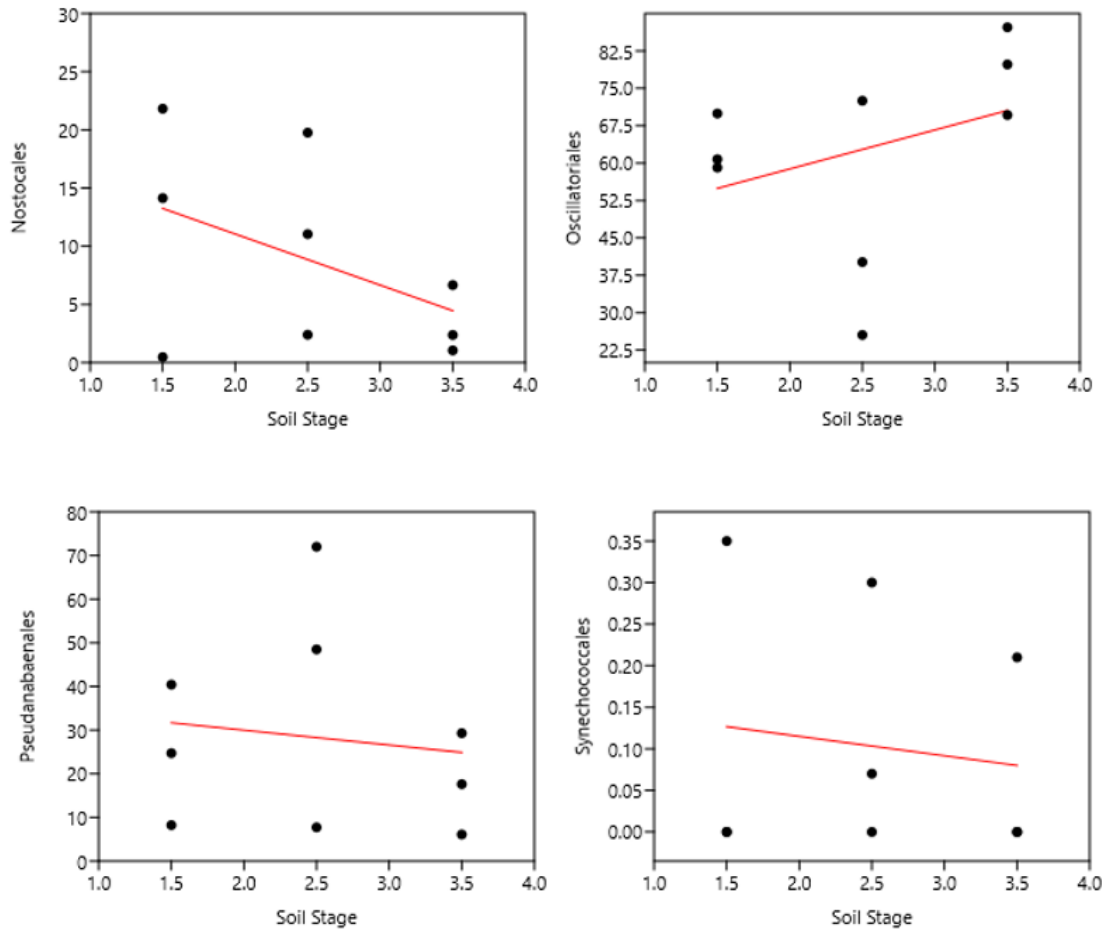 30
25
20
15
10
5
0
Nostocales
1.0 1.5 2.0 2.5 3.0 3.5 4.0
Soil Stage
82.5
75.0
67.5
60.0
52.5
45.0
37.5
30.0
22.5
Oscillatoriales
1.0 1.5 2.0 2.5 3.0 3.5 4.0
Soil Stage
80
70
60
50
40
30
20
10
0
Pseudanabaenales
1.0 1.5 2.0 2.5 3.0 3.5 4.0
Soil Stage
0.35
0.30
0.25
0.20
0.15
0.10
0.05
0.00
Synechococcales
1.0 1.5 2.0 2.5 3.0 3.5 4.0
Soil Stage